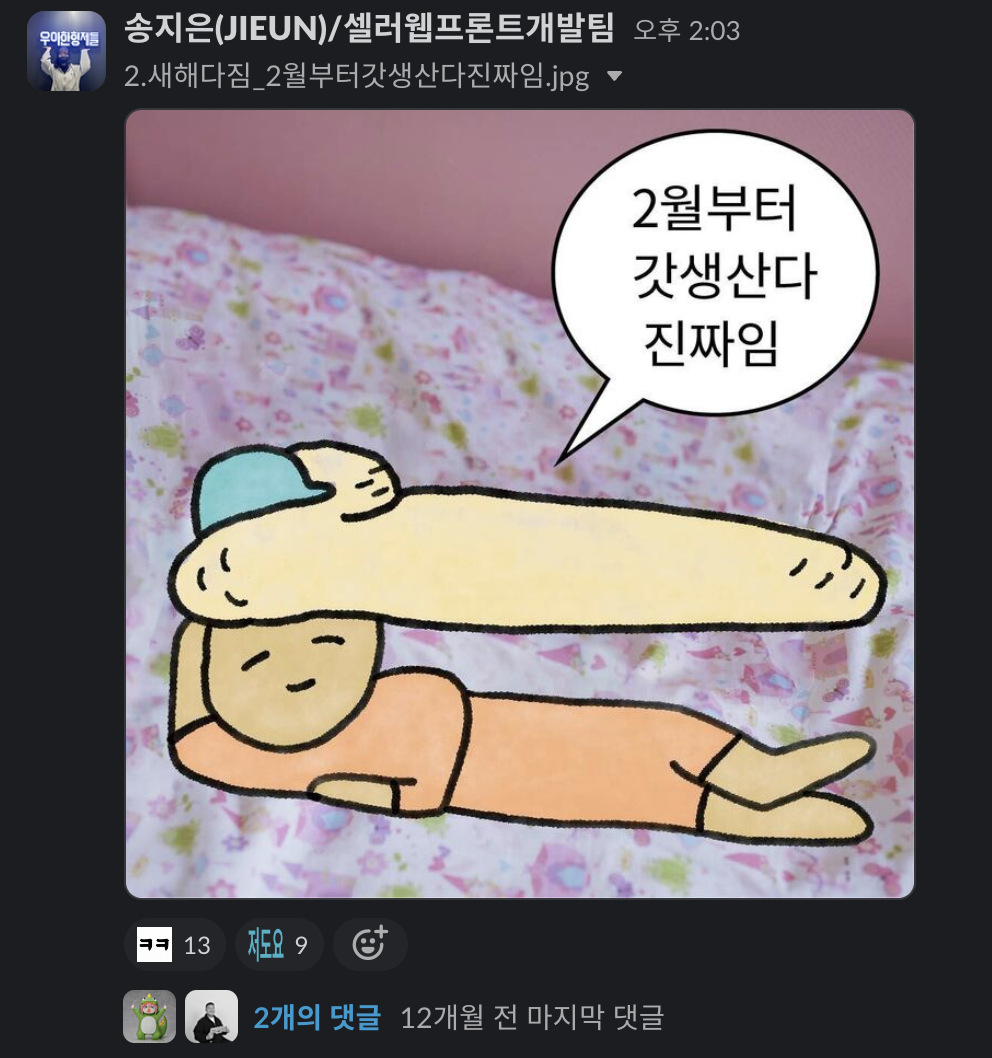 우아한형제들
송지은(JIEUN)/셀러웹프론트개발팀 오후 2:03
2.새해다짐_2월부터갓생산다진짜임.jpg
2월부터
갓생산다
진짜임
ㅋㅋ 13 저도요 9
2개의 댓글 12개월 전 마지막 댓글